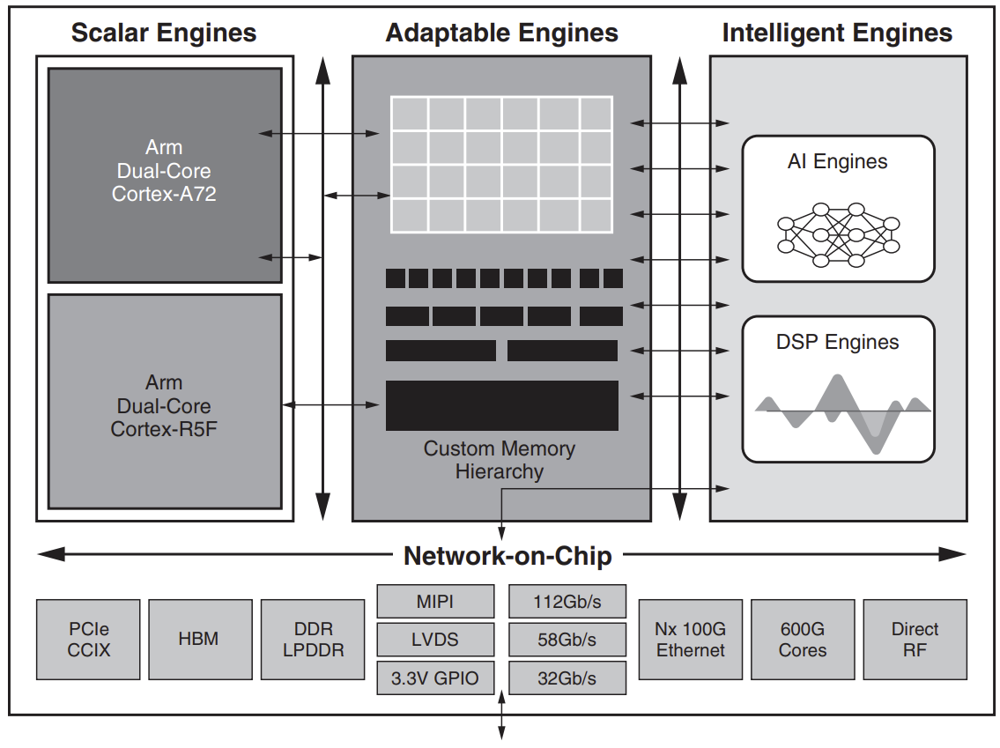 Scalar Engines
Adaptable Engines
Intelligent Engines
Arm
Dual-Core
Cortex-A72
Arm
Dual-Core
Cortex-R5F
Custom Memory
Hierarchy
AI Engines
DSP Engines
Network-on-Chip
PCIe
CCIX
HBM
DDR
LPDDR
MIPI
LVDS
3.3V GPIO
112Gb/s
58Gb/s
32Gb/s
Nx 100G
Ethernet
600G
Cores
Direct
RF